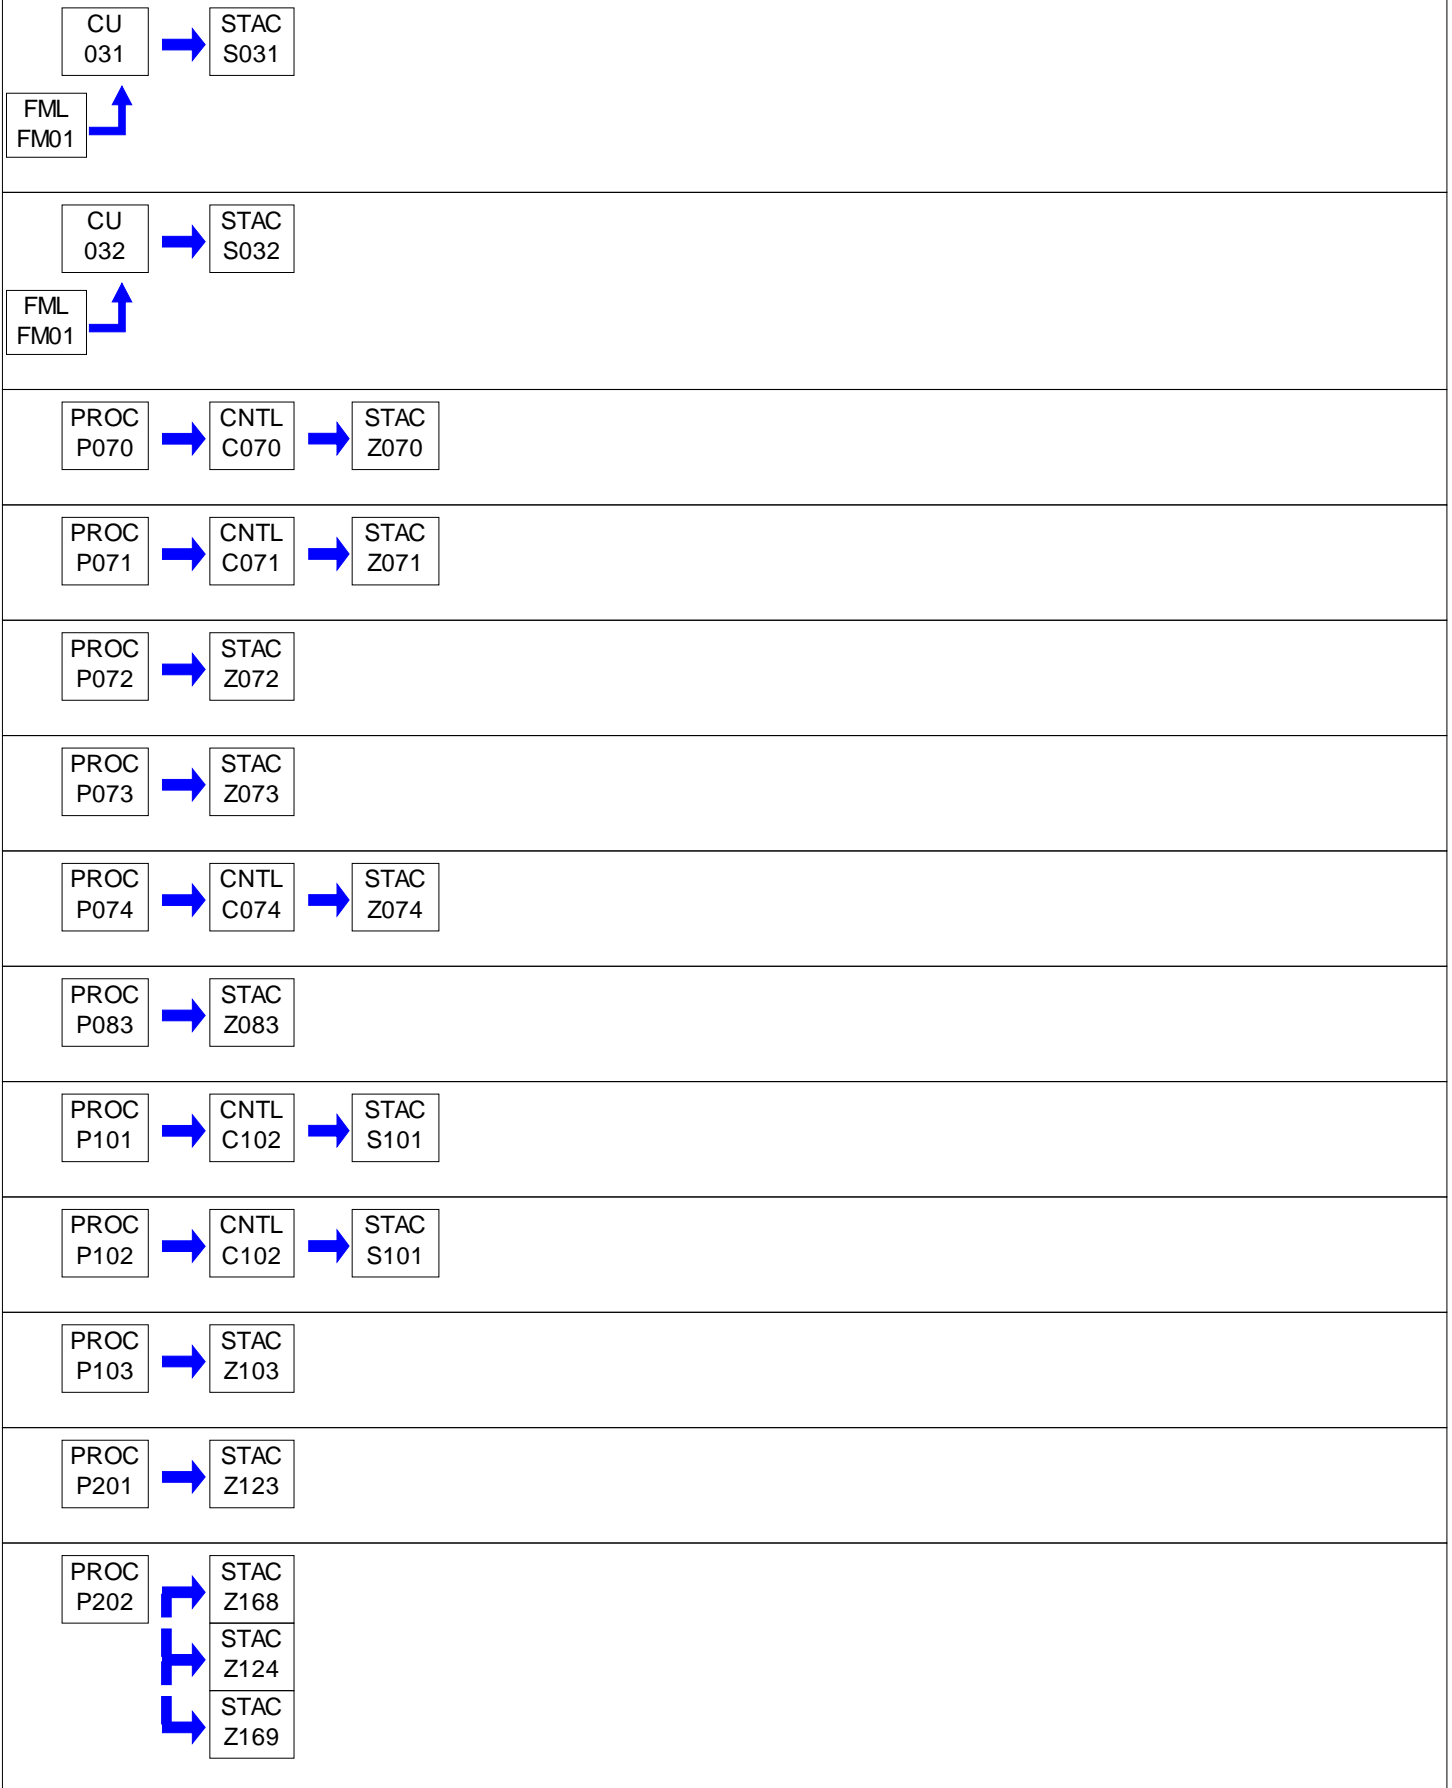 CU
031
STAC
S031
FML
FM01
CU
032
STAC
S032
FML
FM01
PROC
P070
CNTL
C070
STAC
Z070
PROC
P071
CNTL
C071
STAC
Z071
PROC
P072
STAC
Z072
PROC
P073
STAC
Z073
PROC
P074
CNTL
C074
STAC
Z074
PROC
P083
STAC
Z083
PROC
P101
CNTL
C102
STAC
S101
PROC
P102
CNTL
C102
STAC
S101
PROC
P103
STAC
Z103
PROC
P201
STAC
Z123
PROC
P202
STAC
Z168
STAC
Z124
STAC
Z169